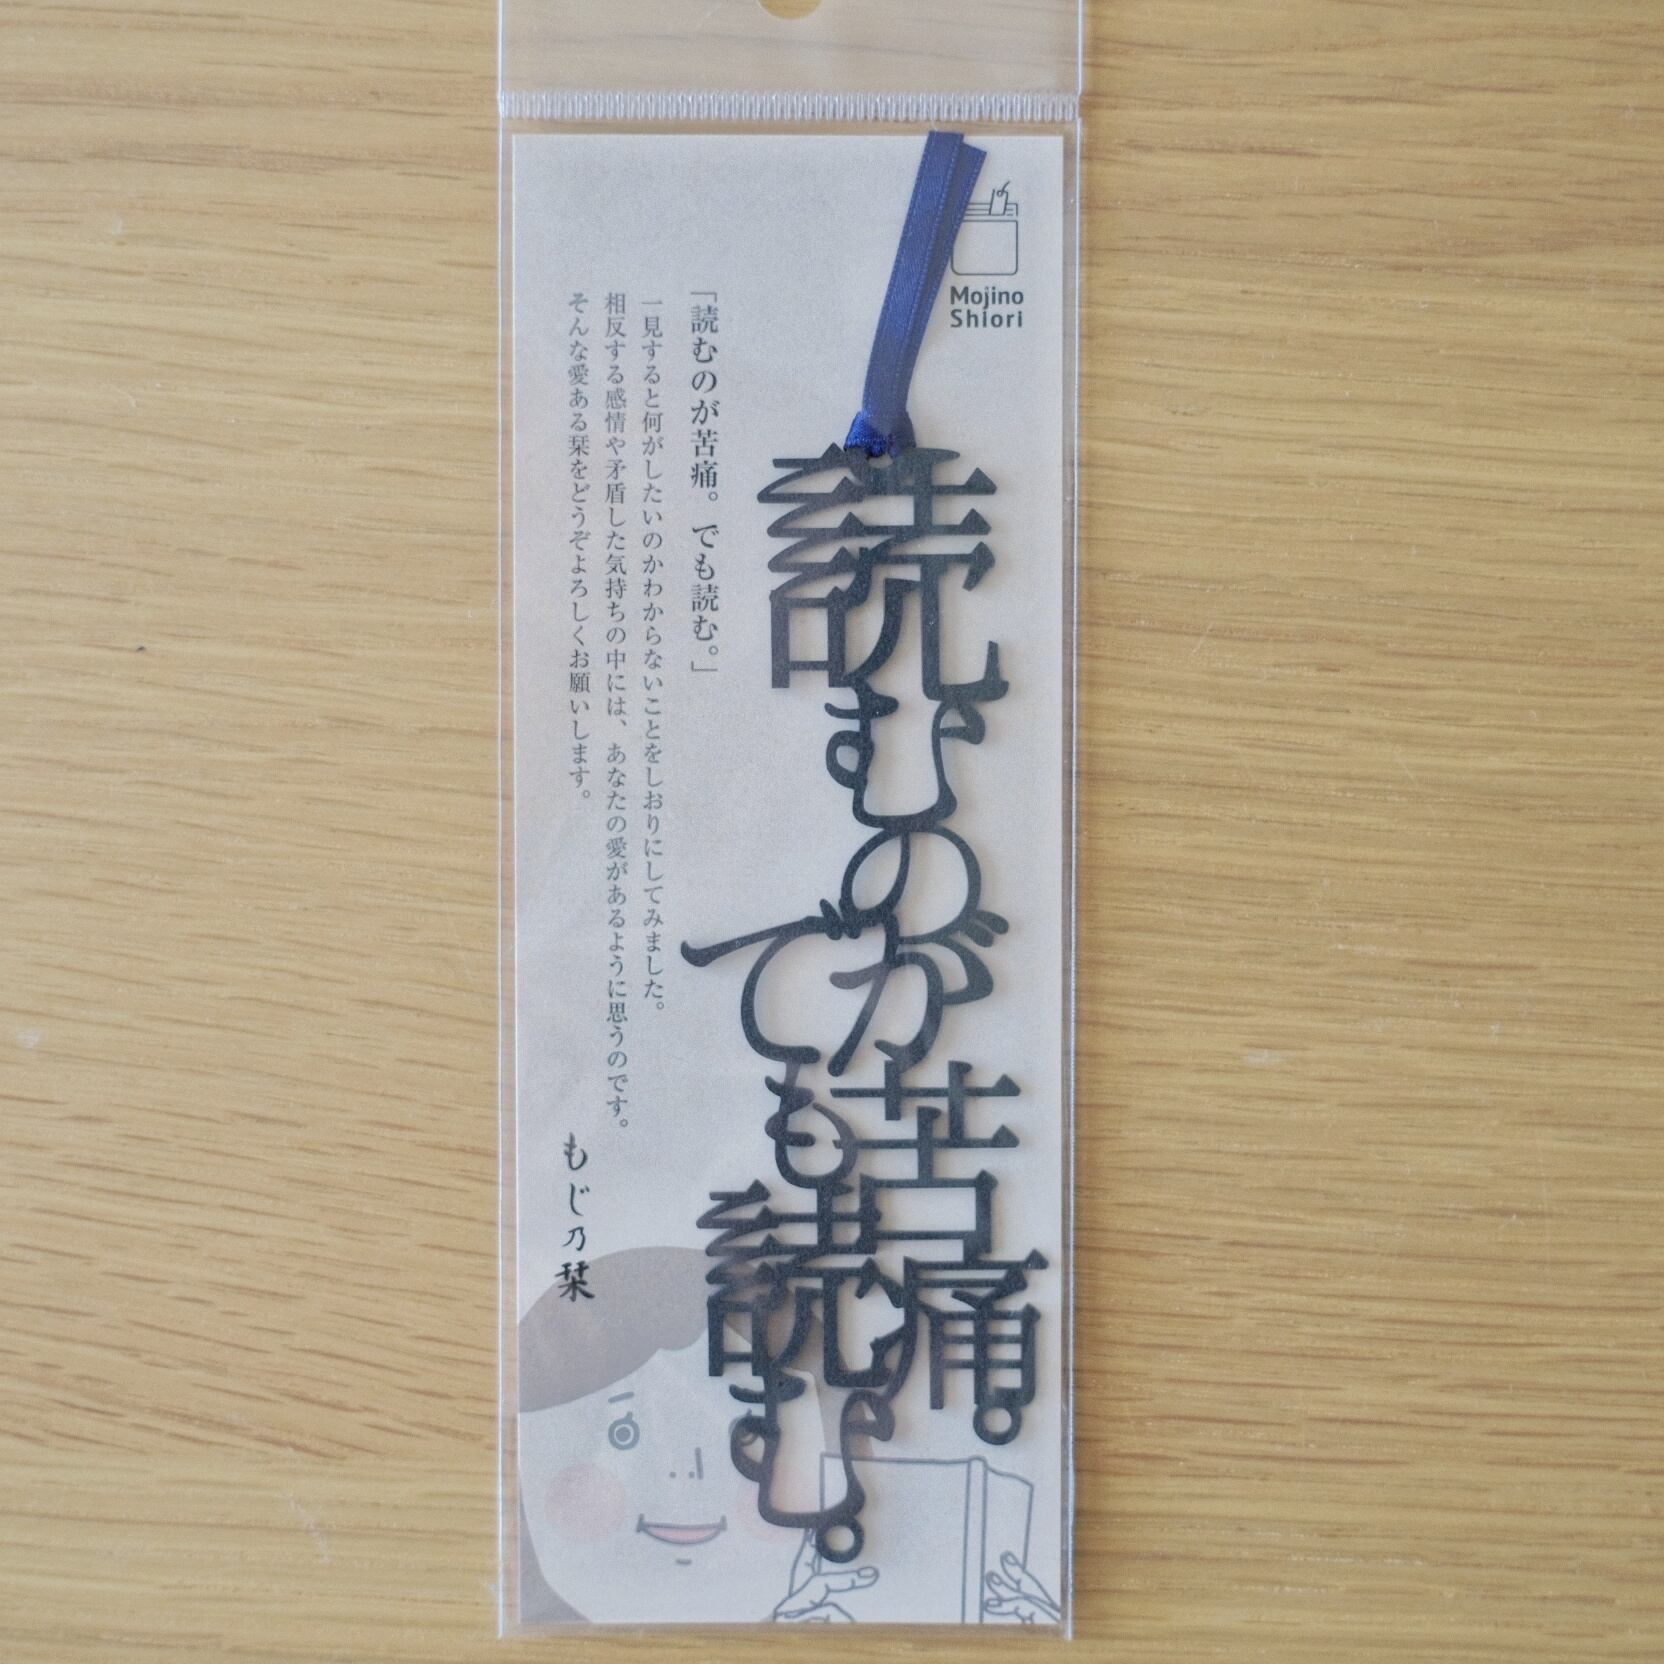 Mojino
Shiori
読むのが苦痛。
でも読む。
「読むのが苦痛。でも読む。」
一見すると何がしたいのかわからないことをしおりにしてみました。
相反する感情や矛盾した気持ちの中には、あなたの愛があるように思うのです。
そんな愛ある栞をどうぞよろしくお願いします。
もじ乃栞